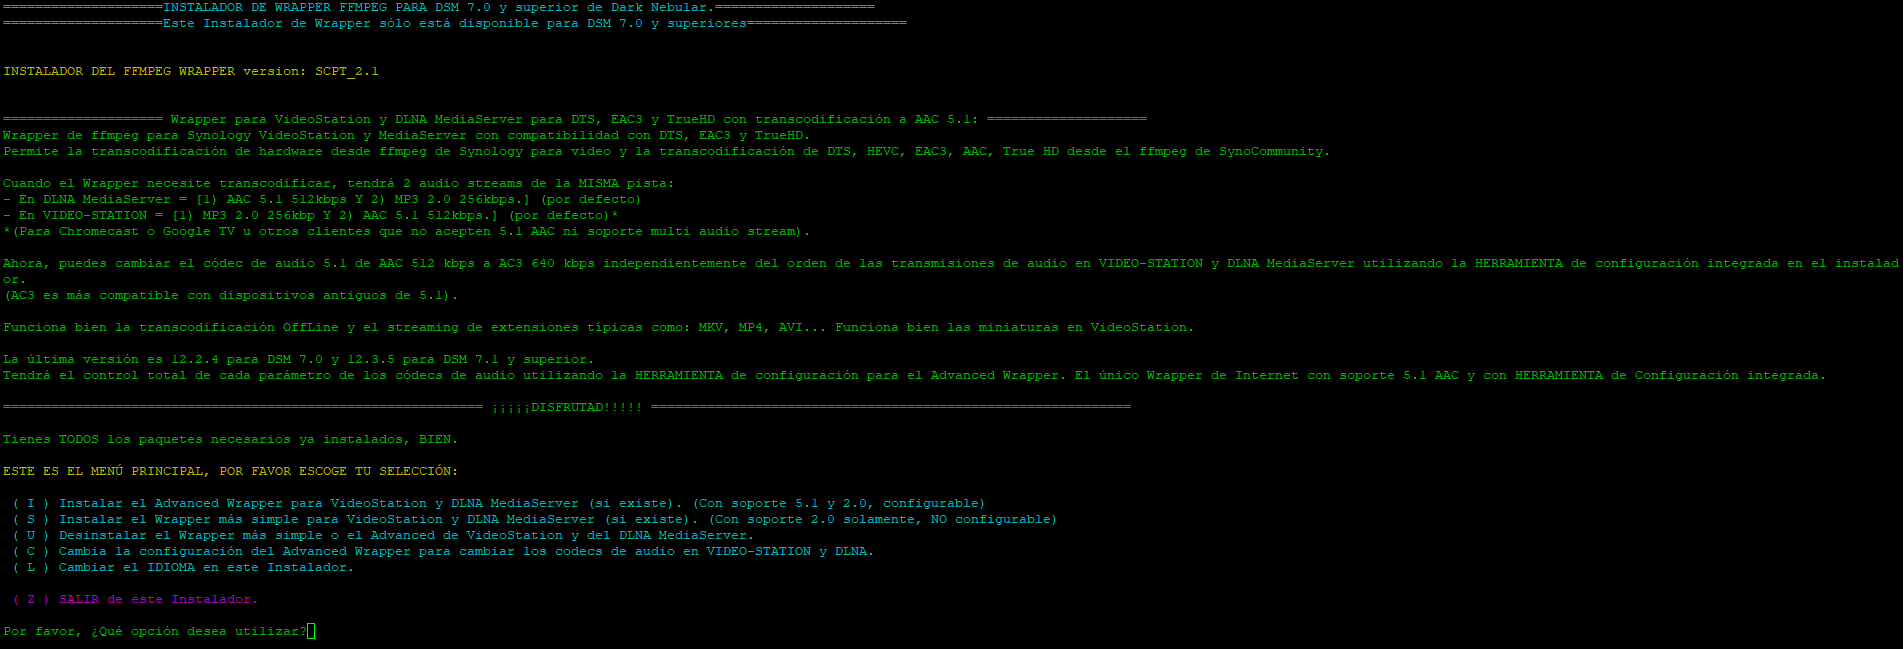 ====================INSTALADOR DE WRAPPER FFMPEG PARA DSM 7.0 y superior de Dark Nebular.====================
====================Este Instalador de Wrapper sólo está disponible para DSM 7.0 y superiores====================
INSTALADOR DEL FFMPEG WRAPPER version: SCPT_2.1
==================== Wrapper para VideoStation y DLNA MediaServer para DTS, EAC3 y TrueHD con transcodificación a AAC 5.1: ====================
Wrapper de ffmpeg para Synology VideoStation y MediaServer con compatibilidad con DTS, EAC3 y TrueHD.
Permite la transcodificación de hardware desde ffmpeg de Synology para video y la transcodificación de DTS, HEVC, EAC3, AAC, True HD desde el ffmpeg de SynoCommunity.
Cuando el Wrapper necesite transcodificar, tendrá 2 audio streams de la MISMA pista:
- En DLNA MediaServer = [1) AAC 5.1 512kbps Y 2) MP3 2.0 256kbps.] (por defecto)
- En VIDEO-STATION = [1) MP3 2.0 256kbp Y 2) AAC 5.1 512kbps.] (por defecto)*
*(Para Chromecast o Google TV u otros clientes que no acepten 5.1 AAC ni soporte multi audio stream).
Ahora, puedes cambiar el códec de audio 5.1 de AAC 512 kbps a AC3 640 kbps independientemente del orden de las transmisiones de audio en VIDEO-STATION y DLNA MediaServer utilizando la HERRAMIENTA de configuración integrada en el instalad
or.
(AC3 es más compatible con dispositivos antiguos de 5.1).
Funciona bien la transcodificación OffLine y el streaming de extensiones típicas como: MKV, MP4, AVI... Funciona bien las miniaturas en VideoStation.
La última versión es 12.2.4 para DSM 7.0 y 12.3.5 para DSM 7.1 y superior.
Tendrá el control total de cada parámetro de los códecs de audio utilizando la HERRAMIENTA de configuración para el Advanced Wrapper. El único Wrapper de Internet con soporte 5.1 AAC y con HERRAMIENTA de Configuración integrada.
============================================================ ¡¡¡¡¡DISFRUTAD!!!!! ============================================================
Tienes TODOS los paquetes necesarios ya instalados, BIEN.
ESTE ES EL MENÚ PRINCIPAL, POR FAVOR ESCOGE TU SELECCIÓN:
( I ) Instalar el Advanced Wrapper para VideoStation y DLNA MediaServer (si existe). (Con soporte 5.1 y 2.0, configurable)
( S ) Instalar el Wrapper más simple para VideoStation y DLNA MediaServer (si existe). (Con soporte 2.0 solamente, NO configurable)
( U ) Desinstalar el Wrapper más simple o el Advanced de VideoStation y del DLNA MediaServer.
( C ) Cambia la configuración del Advanced Wrapper para cambiar los codecs de audio en VIDEO-STATION y DLNA.
( L ) Cambiar el IDIOMA en este Instalador.
( Z ) SALIR de este Instalador.
Por favor, ¿Qué opción desea utilizar?